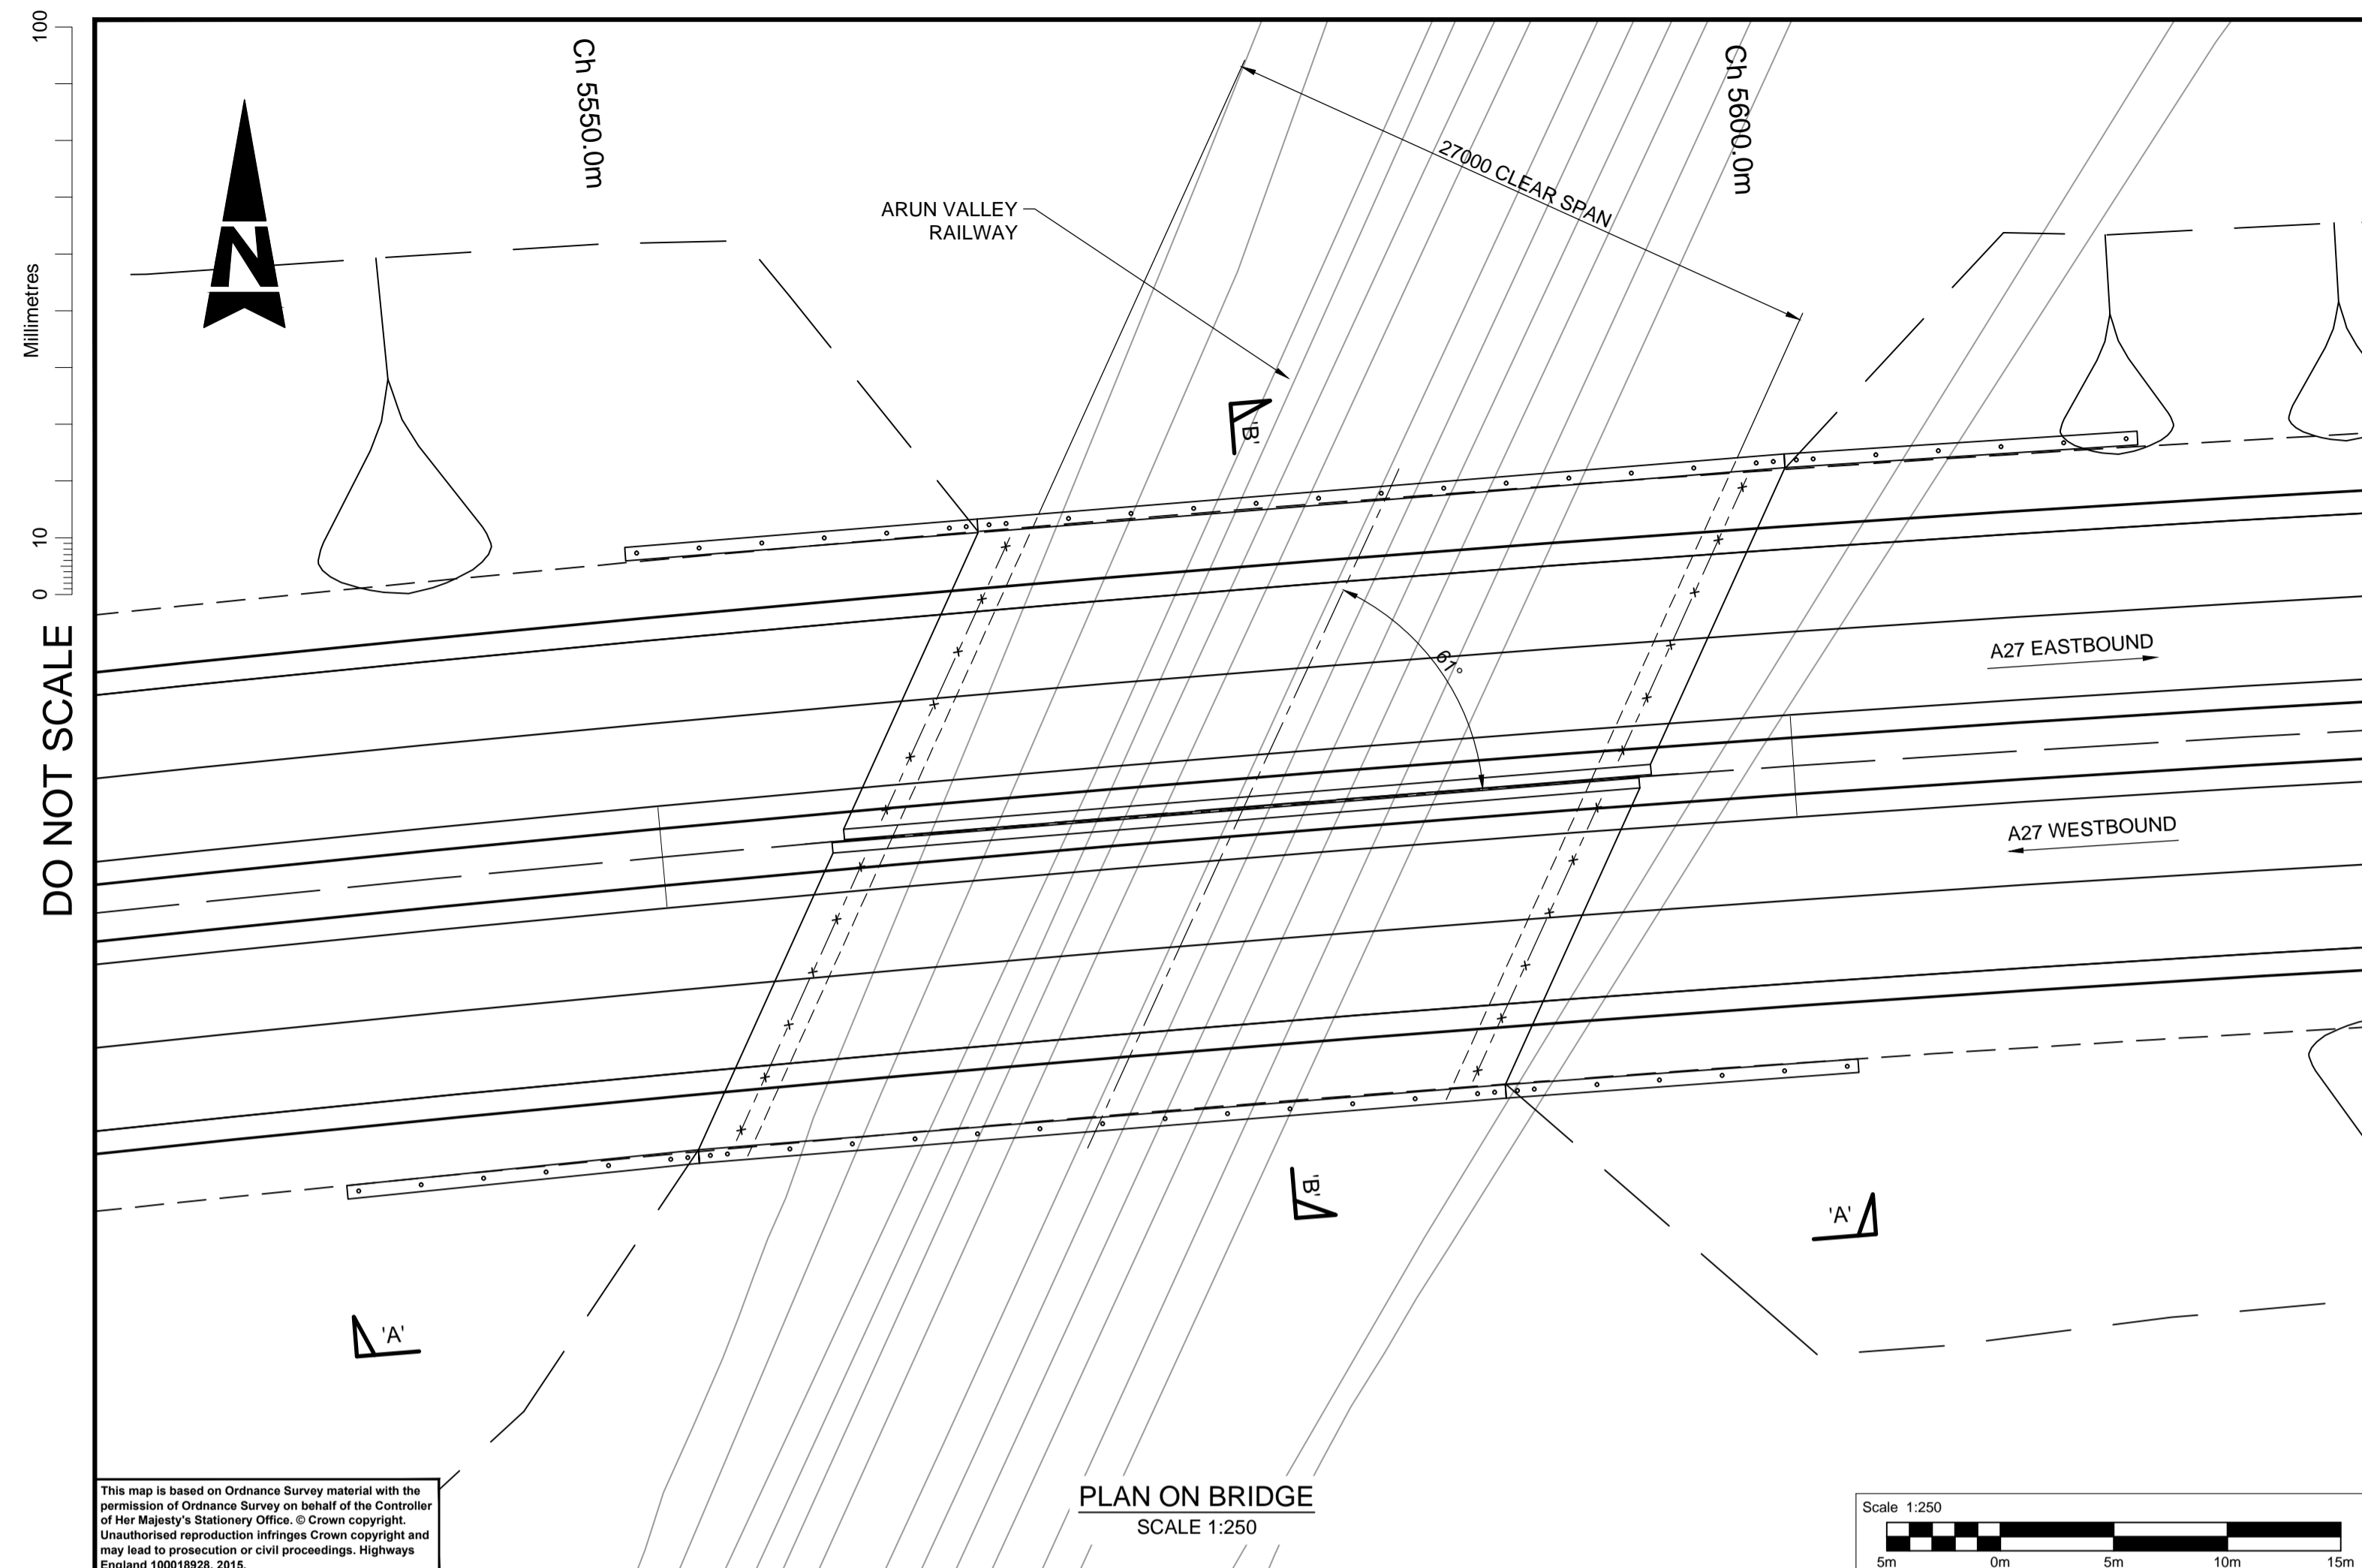 100
Millimetres
10
0
DO NOT SCALE
N
Ch 5550.0m
Ch 5600.0m
27000 CLEAR SPAN
ARUN VALLEY
RAILWAY
'B'
67°
A27 EASTBOUND
A27 WESTBOUND
'B'
'A'
'A'
PLAN ON BRIDGE
SCALE 1:250
This map is based on Ordnance Survey material with the
permission of Ordnance Survey on behalf of the Controller
of Her Majesty's Stationery Office. © Crown copyright.
Unauthorised reproduction infringes Crown copyright and
may lead to prosecution or civil proceedings. Highways
England 100018928, 2015.
Scale 1:250
5m 0m 5m 10m 15m